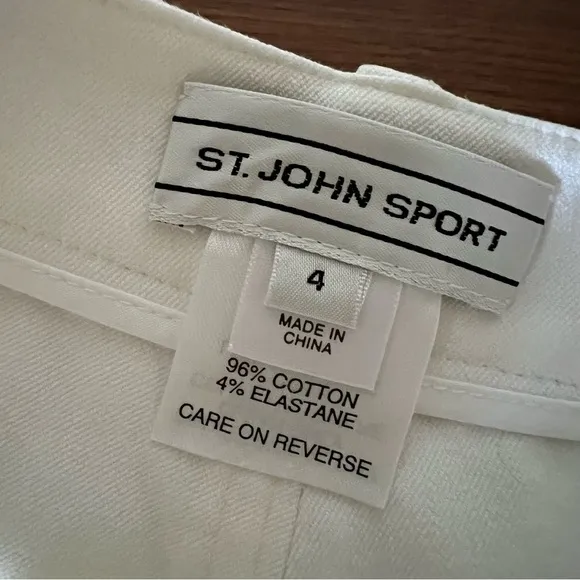 ST. JOHN SPORT
4
MADE IN
CHINA
96% COTTON
4% ELASTANE
CARE ON REVERSE